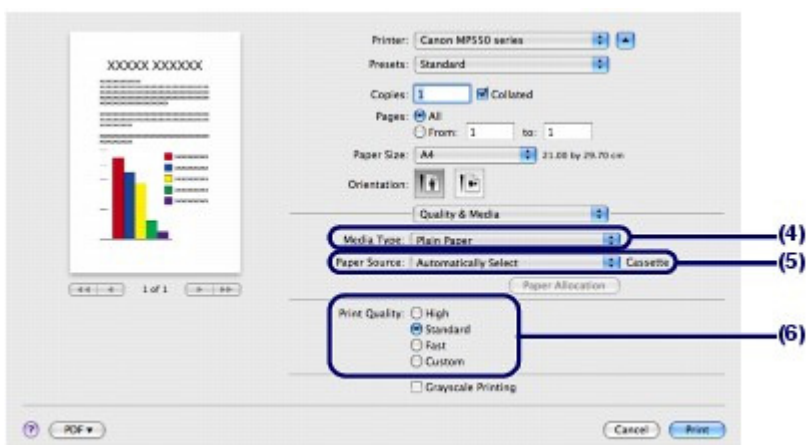 Printer: Canon MP550 series
Presets: Standard
Copies: 1 Collated
Pages: All
From: 1 to: 1
Paper Size: A4 21.00 by 29.70 cm
Orientation:
Quality & Media
Media Type: Plain Paper (4)
Paper Source: Automatically Select Cassette (5)
Paper Allocation
Print Quality: High
Standard
Fast
Custom
(6)
Grayscale Printing
XXXXX XXXXXX
1 of 1
? PDF Cancel Print